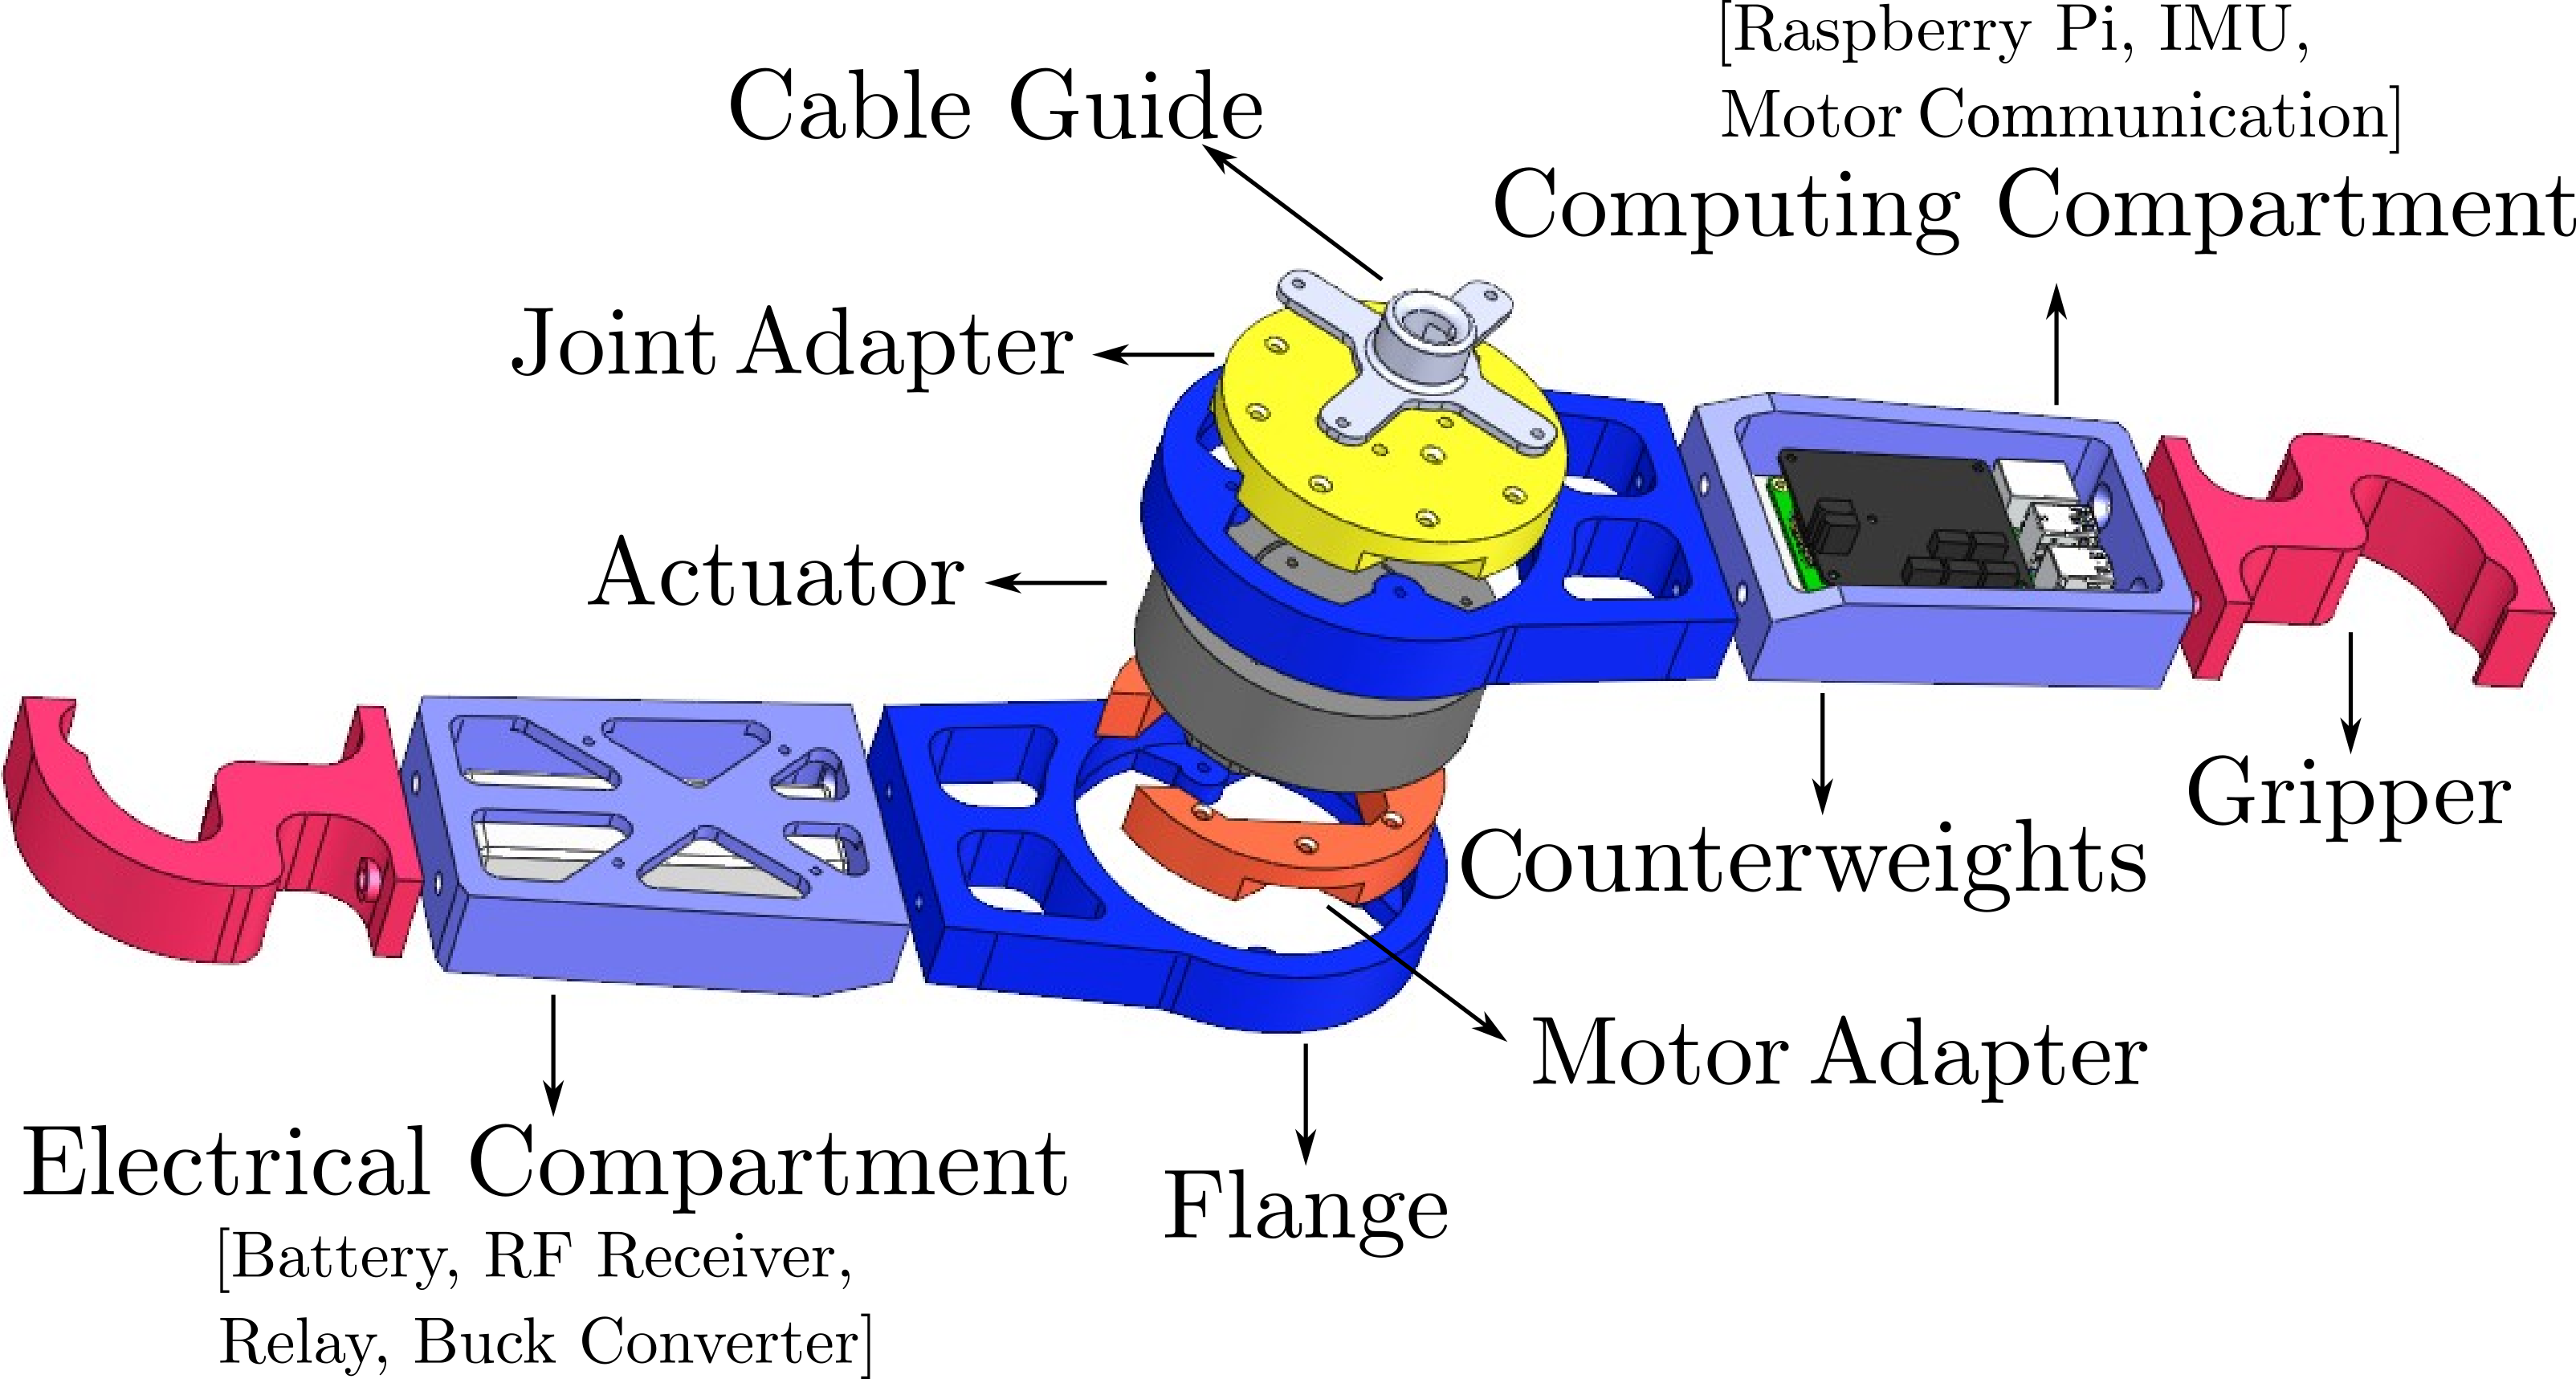 [Raspberry Pi, IMU,
Motor Communication]
Computing Compartment
Cable Guide
Joint Adapter
Actuator
Gripper
Counterweights
Motor Adapter
Flange
Electrical Compartment
[Battery, RF Receiver,
Relay, Buck Converter]